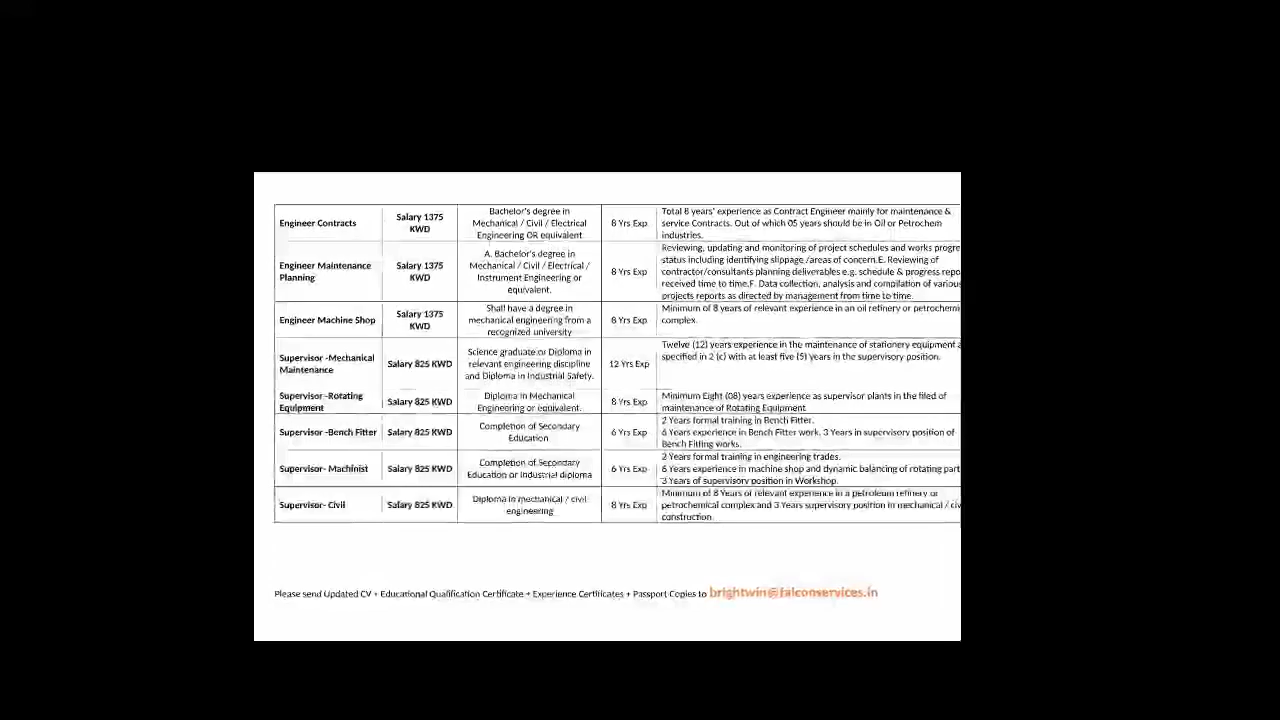 Engineer Contracts
Salary 1375
KWD
Bachelor's degree in
Mechanical / Civil / Electrical
Engineering OR equivalent
8 Yrs Exp
Total 8 years' experience as Contract Engineer mainly for maintenance &
service Contracts. Out of which 05 years should be in Oil or Petrochem
industries.
Engineer Maintenance
Planning
Salary 1375
KWD
A. Bachelor's degree in
Mechanical / Civil / Electrical /
Instrument Engineering or
equivalent.
8 Yrs Exp
Reviewing, updating and monitoring of project schedules and works progre
status including identifying slippage /areas of concern.E. Reviewing of
contractor/consultants planning deliverables e.g. schedule & progress repo
received time to time.F. Data collection, analysis and compilation of various
projects reports as directed by management from time to time.
Engineer Machine Shop
Salary 1375
KWD
Shall have a degree in
mechanical engineering from a
recognized university
8 Yrs Exp
Minimum of 8 years of relevant experience in an oil refinery or petrochemi
complex.
Supervisor -Mechanical
Maintenance
Salary 825 KWD
Science graduate or Diploma in
relevant engineering discipline
and Diploma in Industrial Safety.
12 Yrs Exp
Twelve (12) years experience in the maintenance of stationery equipment a
specified in 2 (c) with at least five (5) years in the supervisory position.
Supervisor -Rotating
Equipment
Salary 825 KWD
Diploma in Mechanical
Engineering or equivalent.
8 Yrs Exp
Minimum Eight (08) years experience as supervisor plants in the filed of
maintenance of Rotating Equipment
Supervisor -Bench Fitter
Salary 825 KWD
Completion of Secondary
Education
6 Yrs Exp
2 Years formal training in Bench Fitter.
6 Years experience in Bench Fitter work. 3 Years in supervisory position of
Bench Fitting works.
Supervisor- Machinist
Salary 825 KWD
Completion of Secondary
Education or Industrial diploma
6 Yrs Exp
2 Years formal training in engineering trades.
6 Years experience in machine shop and dynamic balancing of rotating part
3 Years of supervisory position in Workshop.
Supervisor- Civil
Salary 825 KWD
Diploma in mechanical / civil
engineering
8 Yrs Exp
Minimum of 8 Years of relevant experience in a petroleum refinery or
petrochemical complex and 3 Years supervisory position in mechanical / civ
construction.
Please send Updated CV + Educational Qualification Certificate + Experience Certificates + Passport Copies to brightwin@falconservices.in